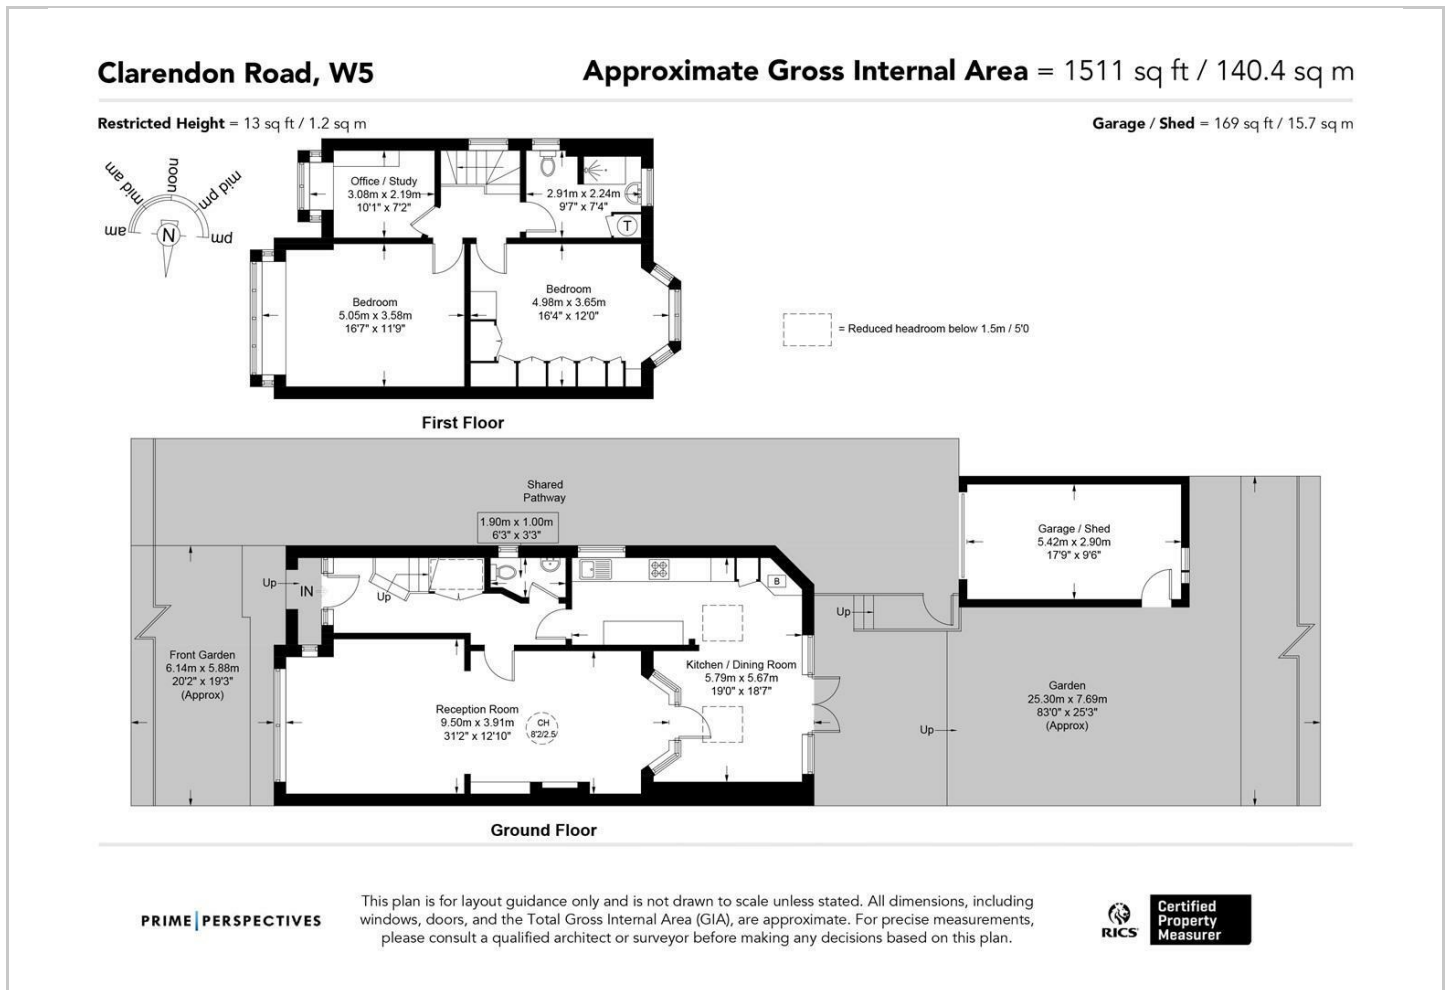 Clarendon Road, W5
Approximate Gross Internal Area = 1511 sq ft / 140.4 sq m
Restricted Height = 13 sq ft / 1.2 sq m
Garage / Shed = 169 sq ft / 15.7 sq m
am
mid am
noon
mid pm
pm
N
Office / Study
3.08m x 2.19m
10'1" x 7'2"
2.91m x 2.24m
9'7" x 7'4"
T
Bedroom
5.05m x 3.58m
16'7" x 11'9"
Bedroom
4.98m x 3.65m
16'4" x 12'0"
= Reduced headroom below 1.5m / 5'0
First Floor
Shared
Pathway
1.90m x 1.00m
6'3" x 3'3"
Garage / Shed
5.42m x 2.90m
17'9" x 9'6"
Up
IN
Up
B
Up
Front Garden
6.14m x 5.88m
20'2" x 19'3"
(Approx)
Reception Room
9.50m x 3.91m
31'2" x 12'10"
CH
8'2/2.5
Kitchen / Dining Room
5.79m x 5.67m
19'0" x 18'7"
Up
Garden
25.30m x 7.69m
83'0" x 25'3"
(Approx)
Ground Floor
PRIME|PERSPECTIVES
This plan is for layout guidance only and is not drawn to scale unless stated. All dimensions, including
windows, doors, and the Total Gross Internal Area (GIA), are approximate. For precise measurements,
please consult a qualified architect or surveyor before making any decisions based on this plan.
RICS
Certified
Property
Measurer